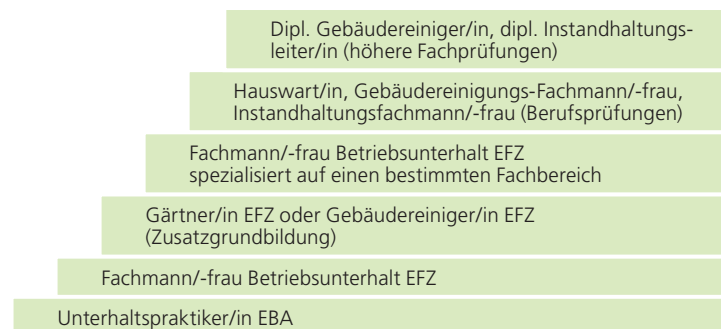 Dipl. Gebäudereiniger/in, dipl. Instandhaltungs-
leiter/in (höhere Fachprüfungen)
Hauswart/in, Gebäudereinigungs-Fachmann/-frau,
Instandhaltungsfachmann/-frau (Berufsprüfungen)
Fachmann/-frau Betriebsunterhalt EFZ
spezialisiert auf einen bestimmten Fachbereich
Gärtner/in EFZ oder Gebäudereiniger/in EFZ
(Zusatzgrundbildung)
Fachmann/-frau Betriebsunterhalt EFZ
Unterhaltspraktiker/in EBA